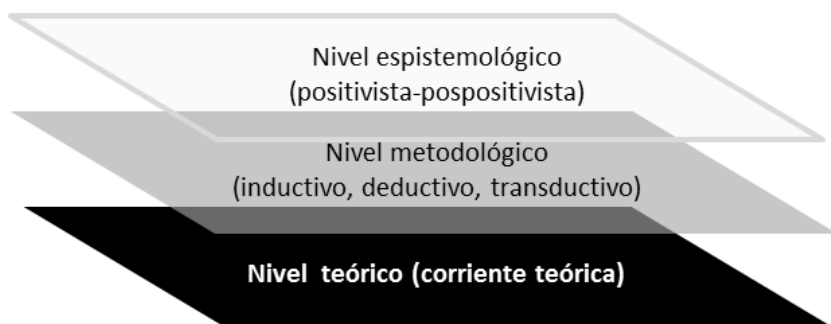 Nivel espistemológico
(positivista-pospositivista)
Nivel metodológico
(inductivo, deductivo, transductivo)
Nivel teórico (corriente teórica)